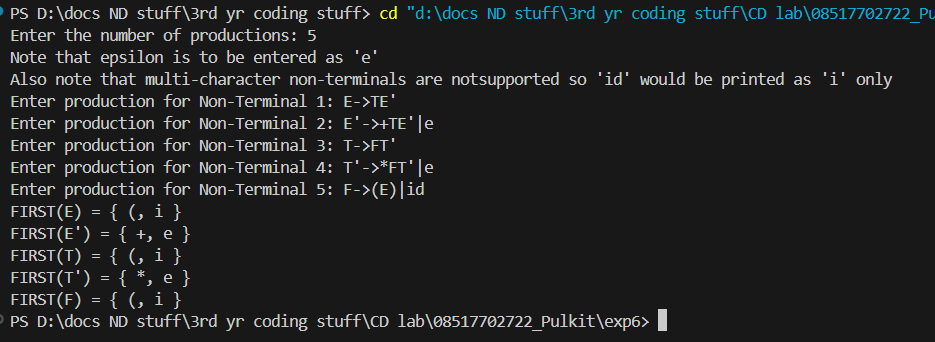 PS D:\docs ND stuff\3rd yr coding stuff> cd "d:\docs ND stuff\3rd yr coding stuff\CD lab\08517702722_Pu
Enter the number of productions: 5
Note that epsilon is to be entered as 'e'
Also note that multi-character non-terminals are notsupported so 'id' would be printed as 'i' only
Enter production for Non-Terminal 1: E->TE'
Enter production for Non-Terminal 2: E'->+TE'|e
Enter production for Non-Terminal 3: T->FT'
Enter production for Non-Terminal 4: T'->*FT'|e
Enter production for Non-Terminal 5: F->(E)|id
FIRST(E) = { (, i }
FIRST(E') = { +, e }
FIRST(T) = { (, i }
FIRST(T') = { *, e }
FIRST(F) = { (, i }
PS D:\docs ND stuff\3rd yr coding stuff\CD lab\08517702722_Pulkit\exp6>